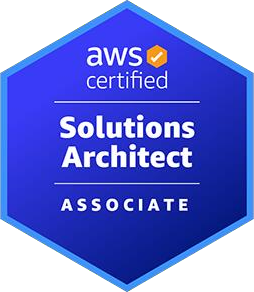 aws
certified
Solutions
Architect
ASSOCIATE